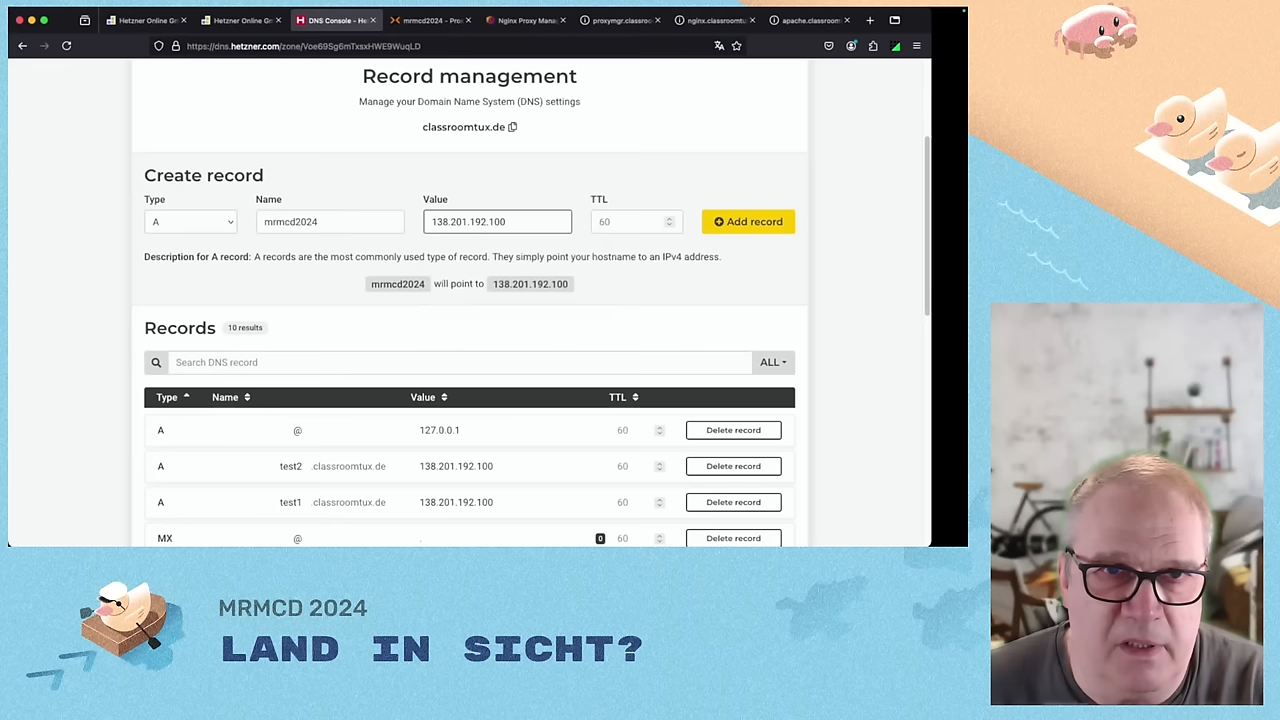 Hetzner Online Gm
Hetzner Online Gm
DNS Console - He
mrmcd2024 - Pro
Nginx Proxy Mana
proxymgr.classroo
nginx.classroomtu
apache.classroom
https://dns.hetzner.com/zone/Voe69Sg6mTxsxHWE9WuqLD
Record management
Manage your Domain Name System (DNS) settings
classroomtux.de
Create record
Type Name Value TTL
A mrmcd2024 138.201.192.100 60 Add record
Description for A record: A records are the most commonly used type of record. They simply point your hostname to an IPv4 address.
mrmcd2024 will point to 138.201.192.100
Records 10 results
Search DNS record ALL
Type Name Value TTL
A @ 127.0.0.1 60 Delete record
A test2 .classroomtux.de 138.201.192.100 60 Delete record
A test1 .classroomtux.de 138.201.192.100 60 Delete record
MX @ . 0 60 Delete record
MRMCD 2024
LAND IN SICHT?